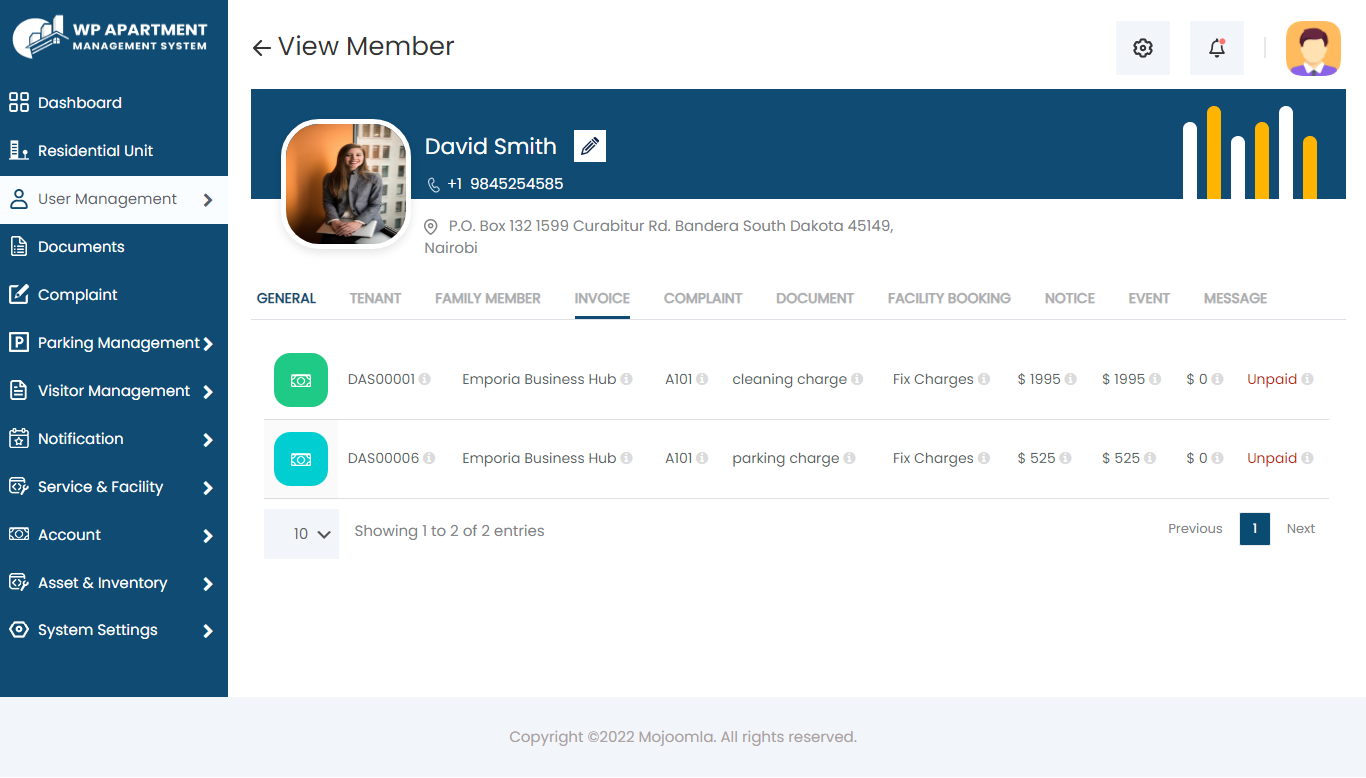 WP APARTMENT
MANAGEMENT SYSTEM
Dashboard
Residential Unit
User Management
Documents
Complaint
Parking Management
Visitor Management
Notification
Service & Facility
Account
Asset & Inventory
System Settings
View Member
David Smith
+1 9845254585
P.O. Box 132 1599 Curabitur Rd. Bandera South Dakota 45149,
Nairobi
GENERAL TENANT FAMILY MEMBER INVOICE COMPLAINT DOCUMENT FACILITY BOOKING NOTICE EVENT MESSAGE
DAS00001 Emporia Business Hub A101 cleaning charge Fix Charges $ 1995 $ 1995 $ 0 Unpaid
DAS00006 Emporia Business Hub A101 parking charge Fix Charges $ 525 $ 525 $ 0 Unpaid
10 Showing 1 to 2 of 2 entries Previous 1 Next
Copyright ©2022 Mojoomla. All rights reserved.